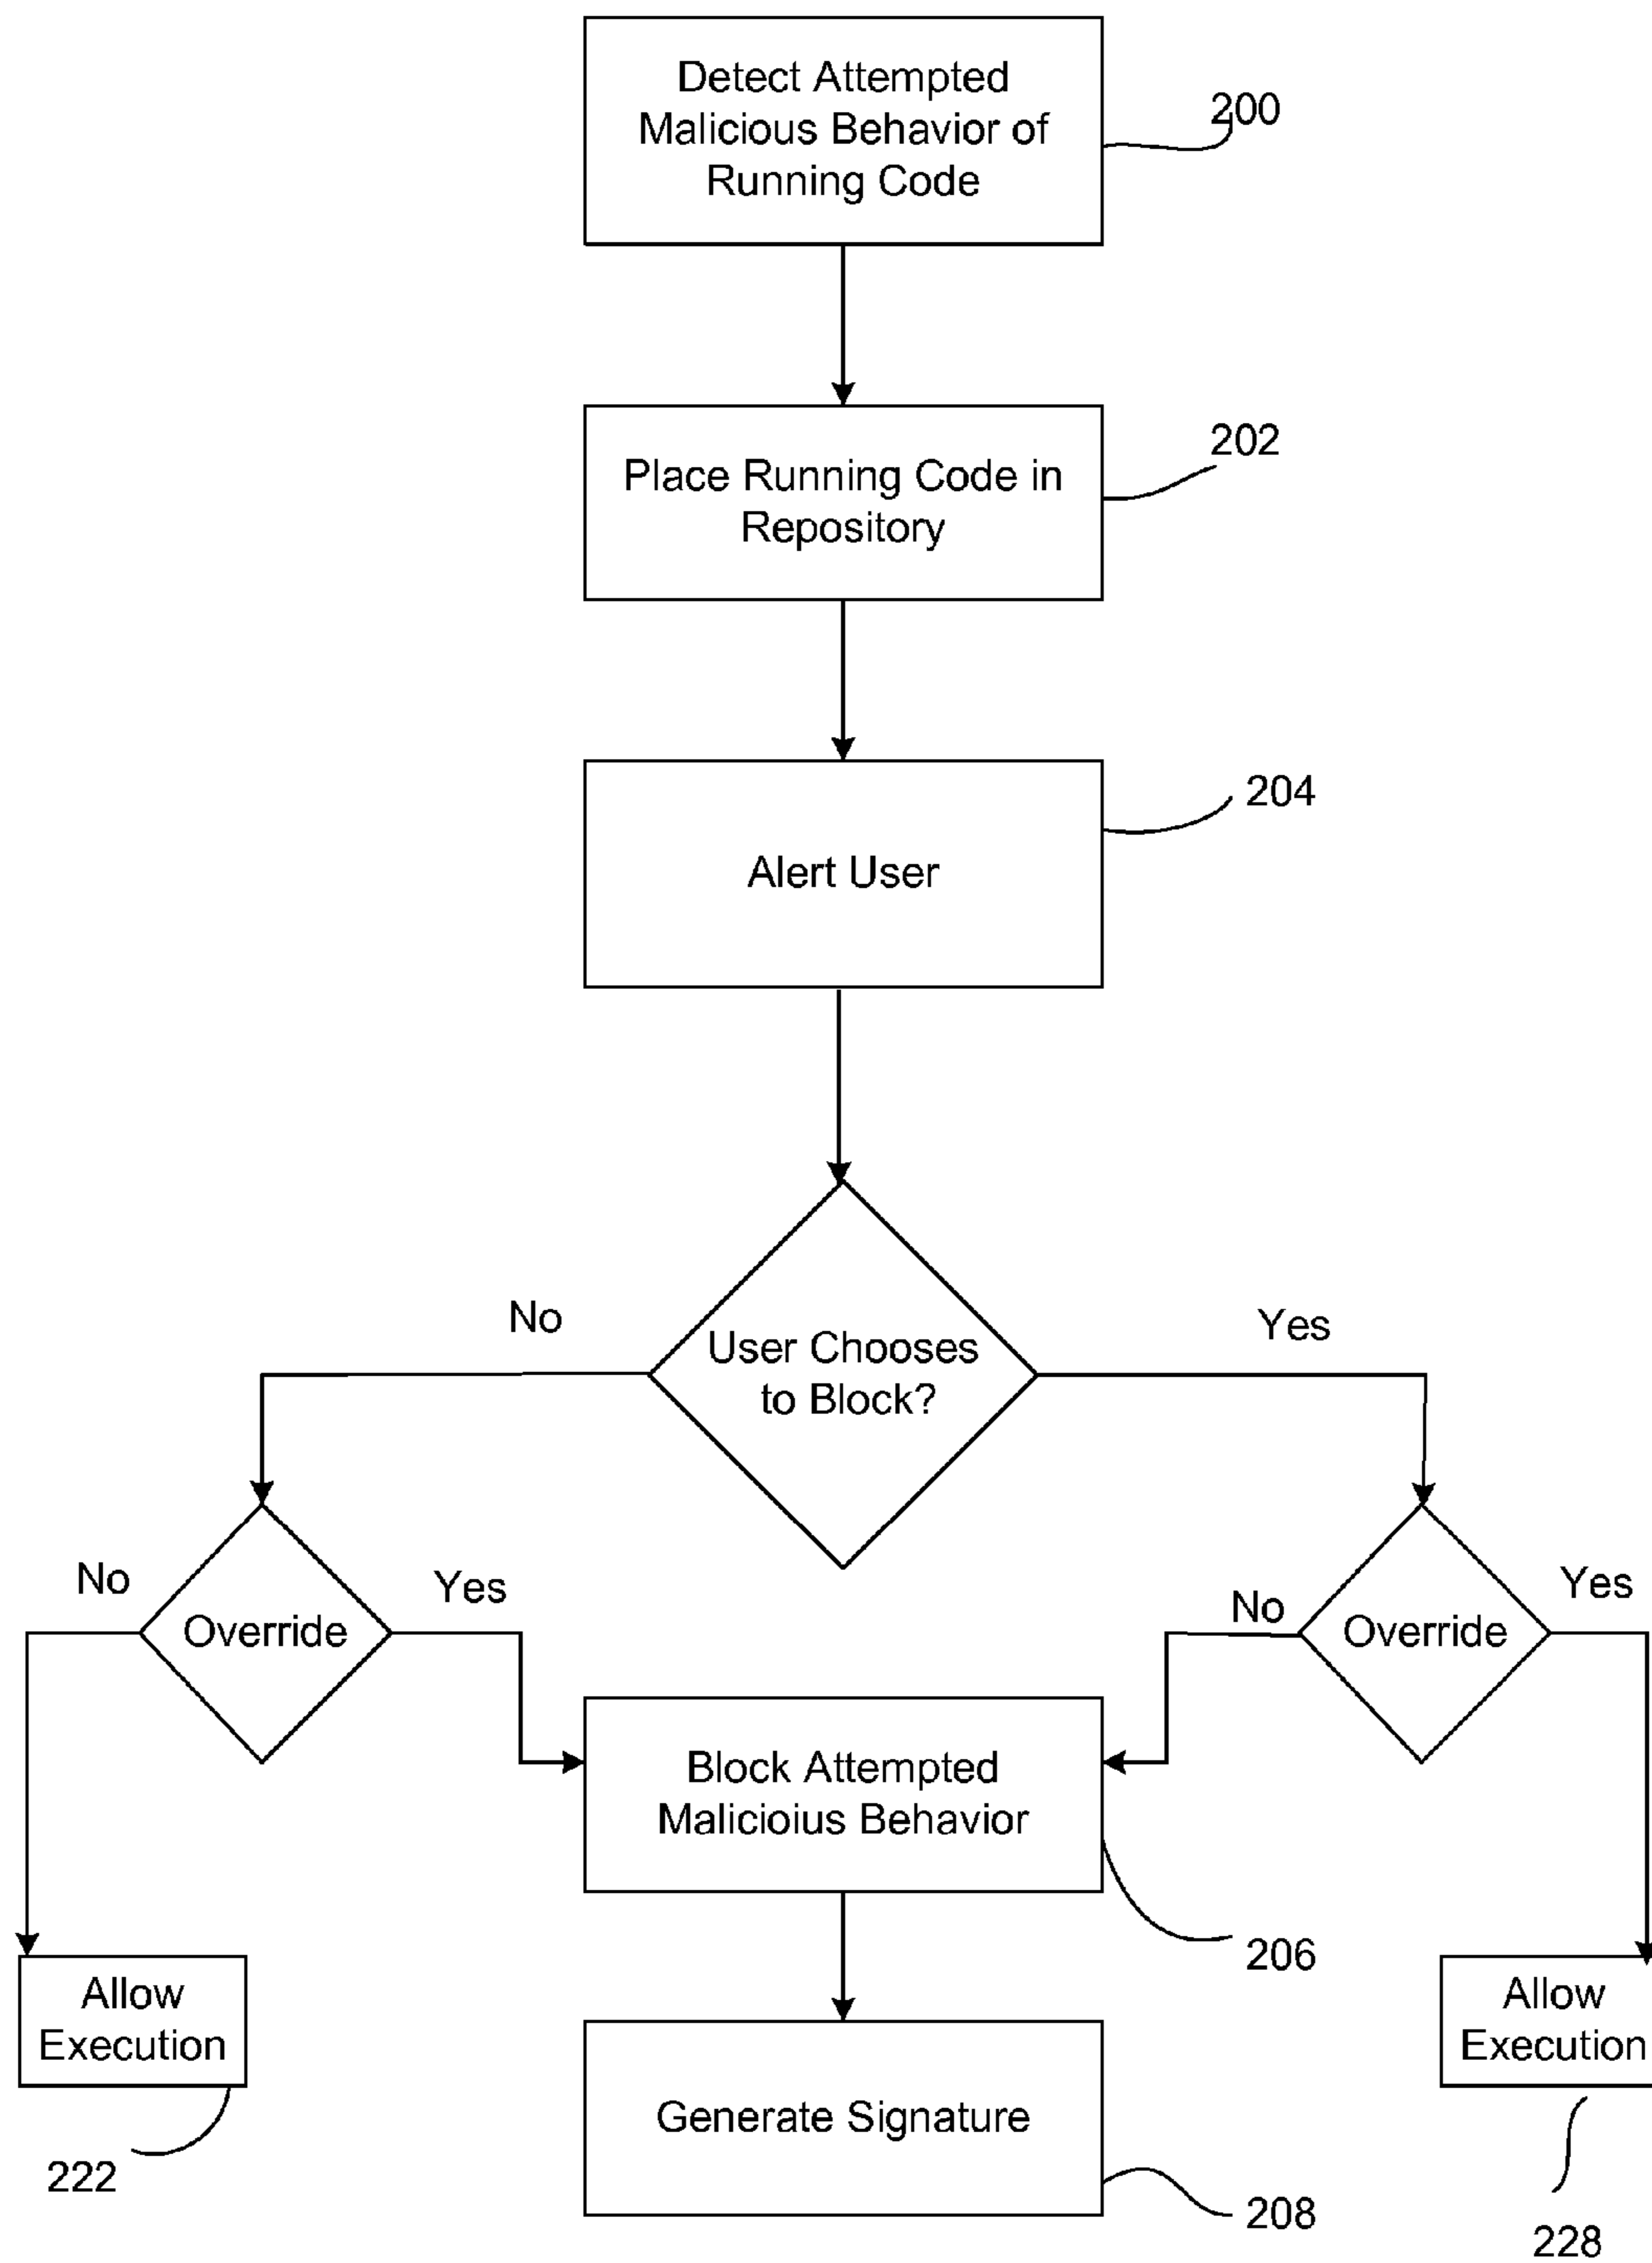 Detect Attempted
Malicious Behavior of
Running Code
200
Place Running Code in
Repository
202
Alert User
204
User Chooses
to Block?
No
Yes
Override
No
Yes
Override
No
Yes
Block Attempted
Malicioius Behavior
206
Allow
Execution
222
Allow
Execution
228
Generate Signature
208